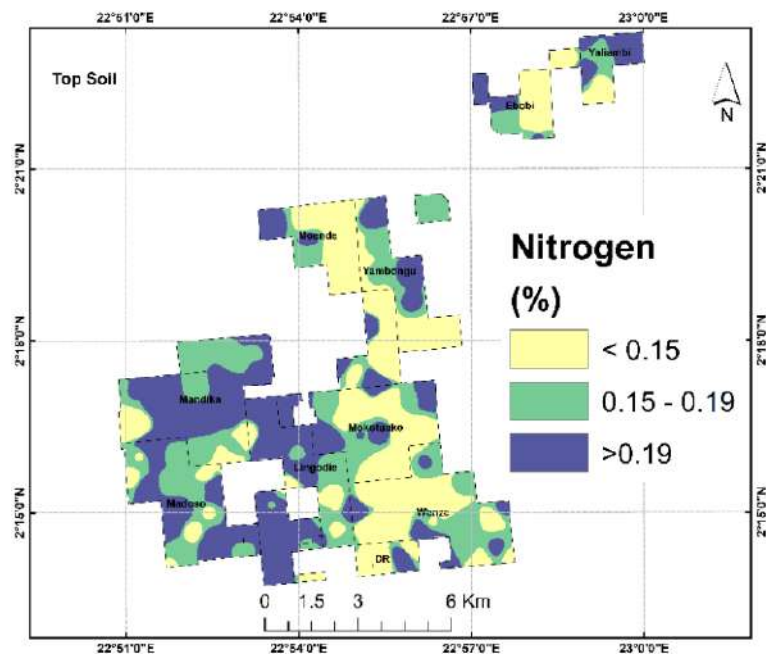 22°51'0"E 22°54'0"E 22°57'0"E 23°0'0"E
Top Soil
Yaliambi
Ebobi
N
2°21'0"N 2°21'0"N
Moende
Yambongu
Nitrogen
(%)
< 0.15
0.15 - 0.19
>0.19
2°18'0"N 2°18'0"N
Mandika
Mokotuoko
Lingodie
Madoso
Wenze
2°15'0"N 2°15'0"N
DR
0 1.5 3 6 Km
22°51'0"E 22°54'0"E 22°57'0"E 23°0'0"E